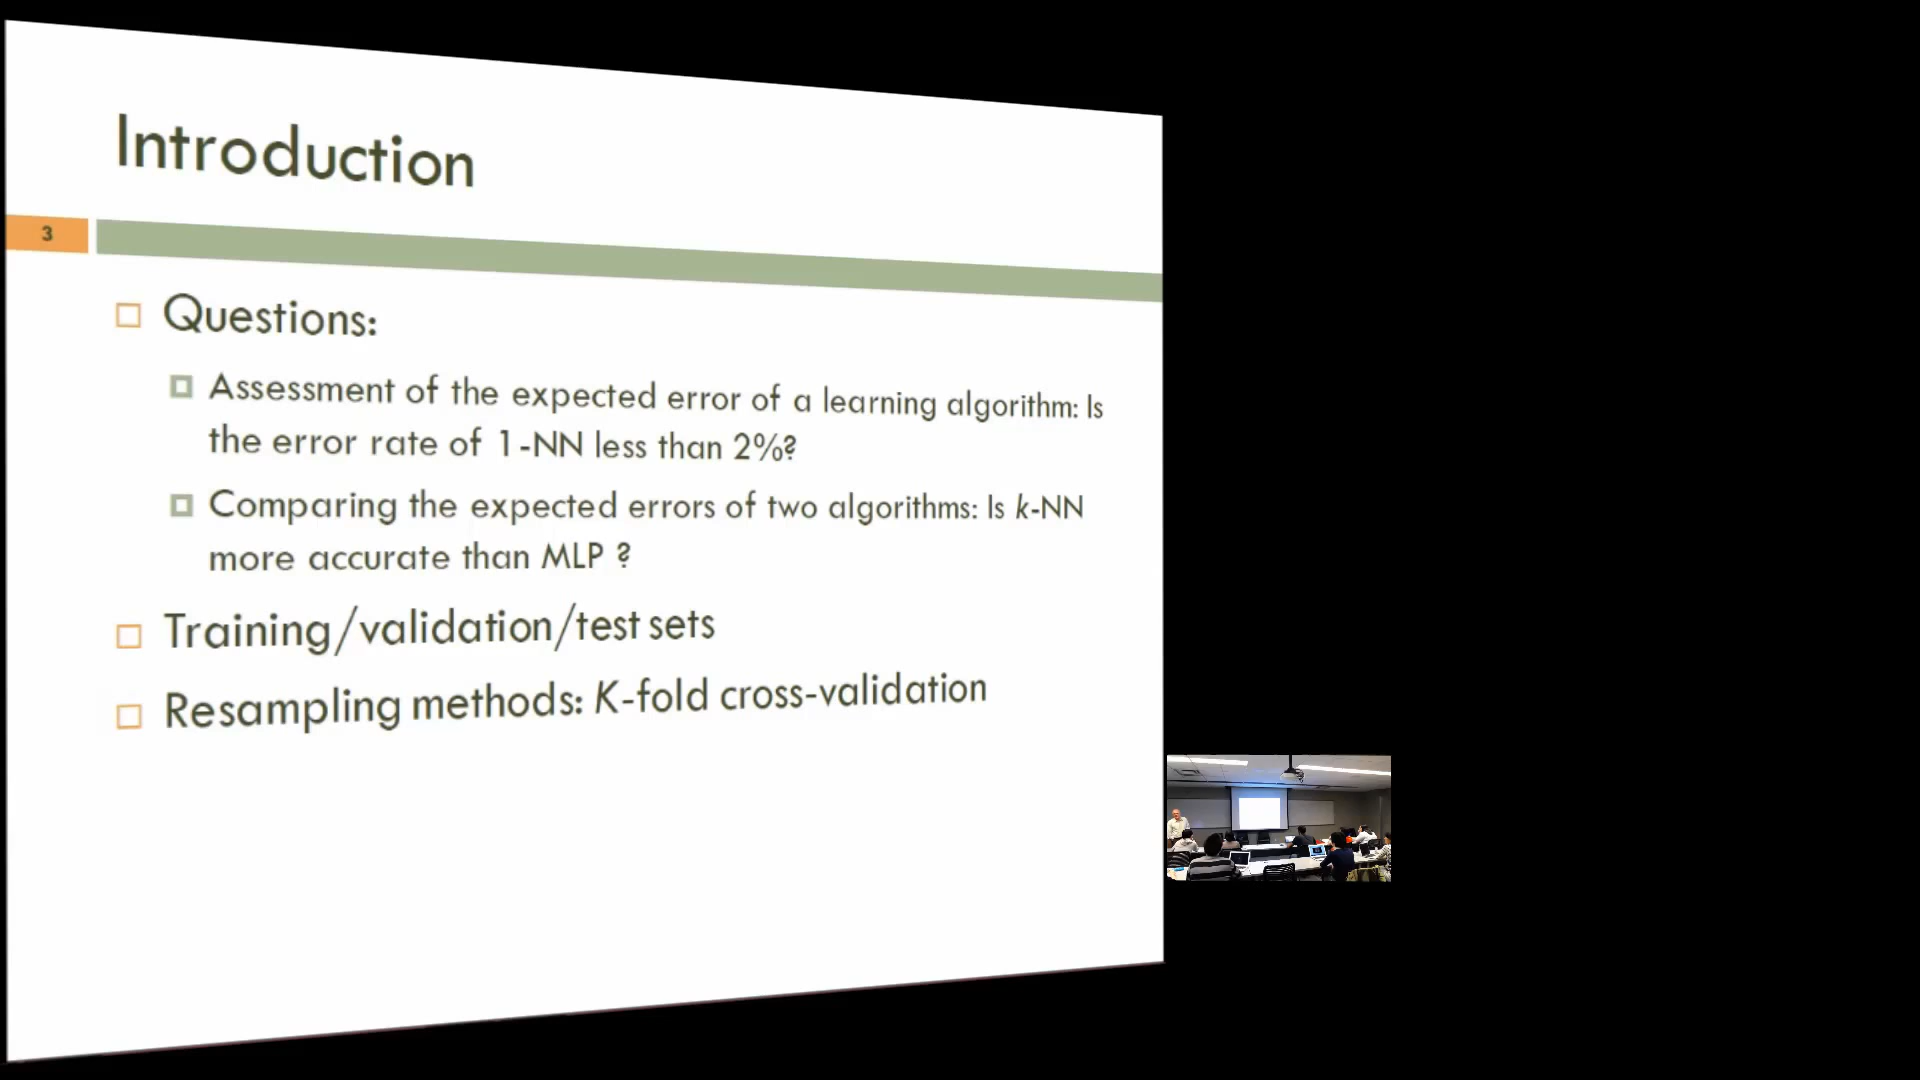 Introduction
3
Questions:
Assessment of the expected error of a learning algorithm: Is
the error rate of 1-NN less than 2%?
Comparing the expected errors of two algorithms: Is k-NN
more accurate than MLP ?
Training/validation/test sets
Resampling methods: K-fold cross-validation